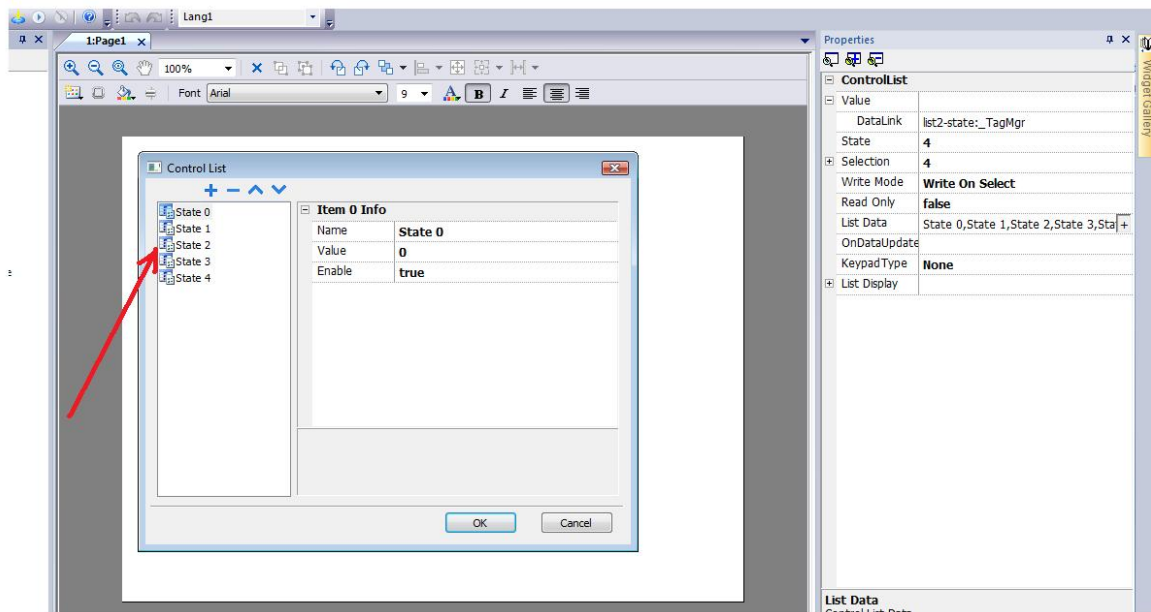 Lang1
1:Page1
Properties
100%
Font Arial 9 B I
ControlList
Value
DataLink list2-state:_TagMgr
State 4
Selection 4
Write Mode Write On Select
Read Only false
List Data State 0,State 1,State 2,State 3,Sta
OnDataUpdate
KeypadType None
List Display
Widget Gallery
Control List
State 0
State 1
State 2
State 3
State 4
Item 0 Info
Name State 0
Value 0
Enable true
OK Cancel
List Data